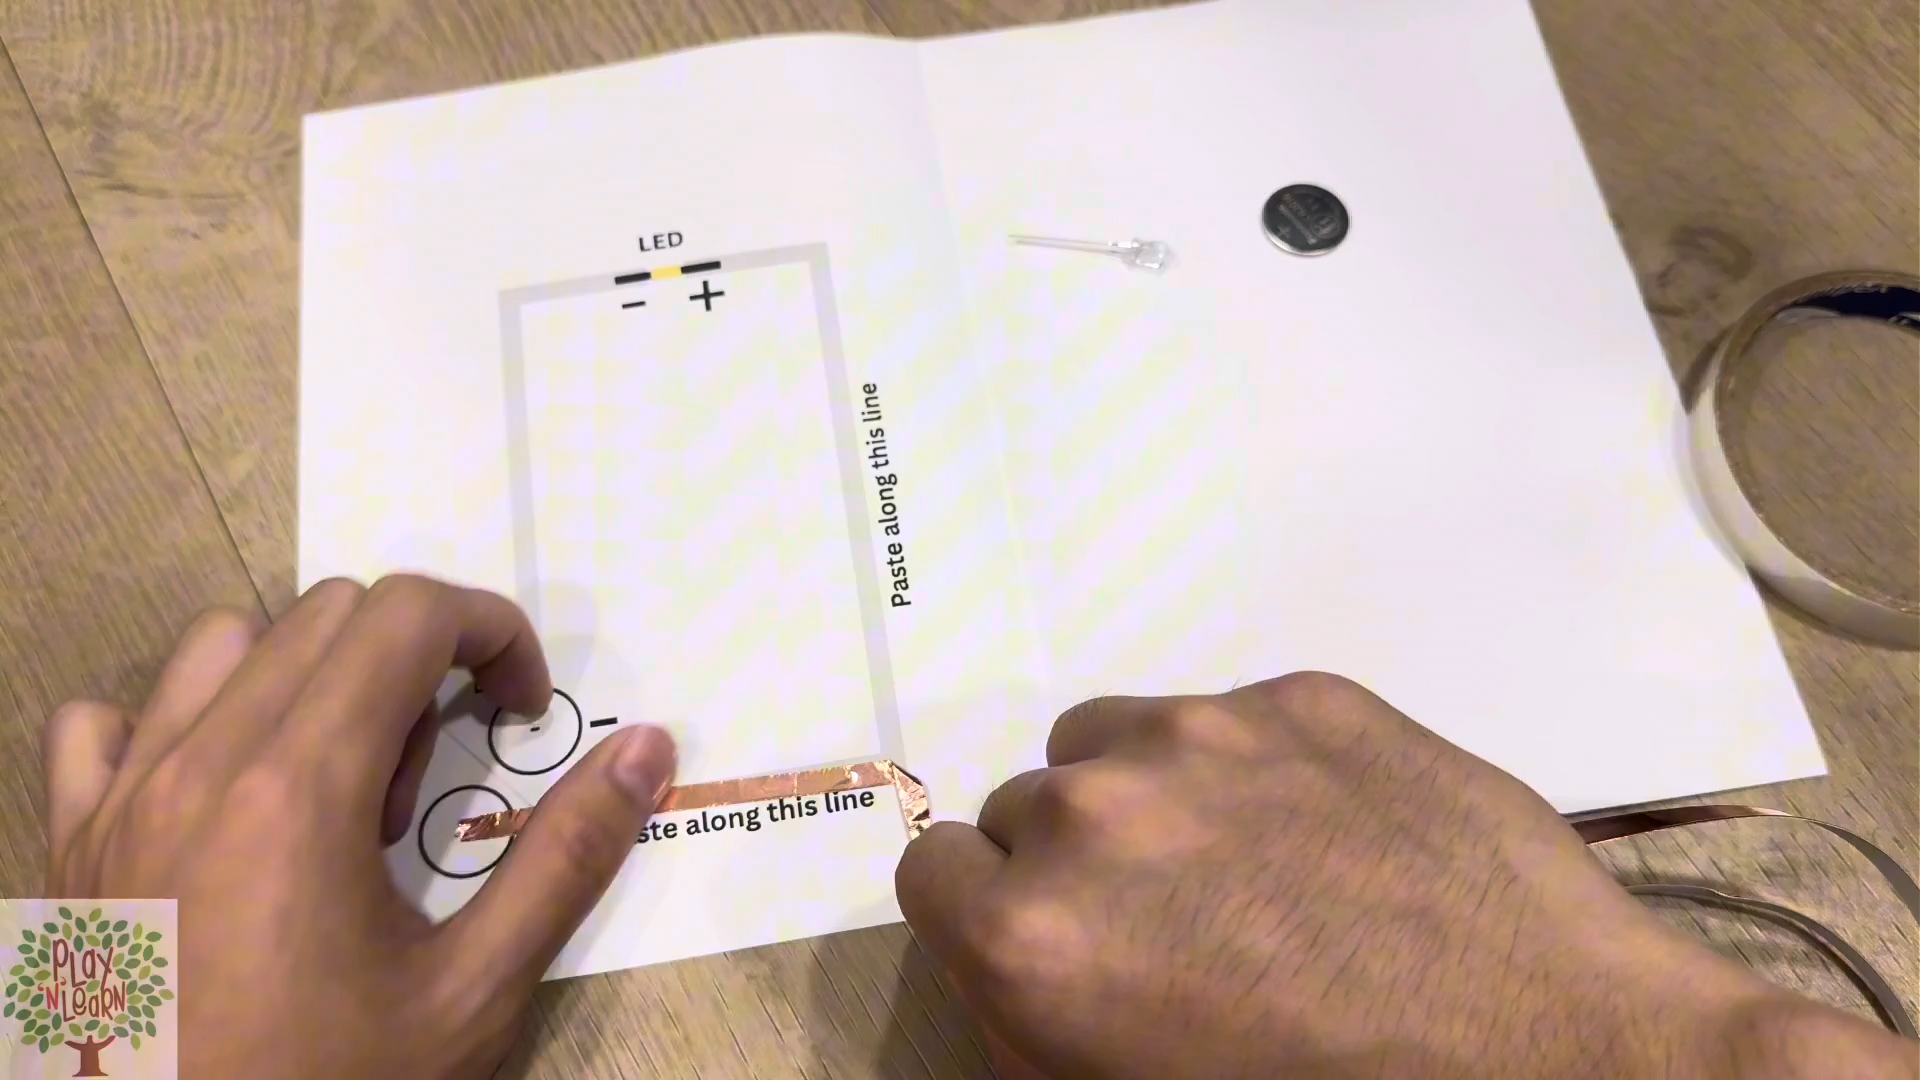 LED
- +
Paste along this line
-
-
ste along this line
PLAY
'N'
LEARN